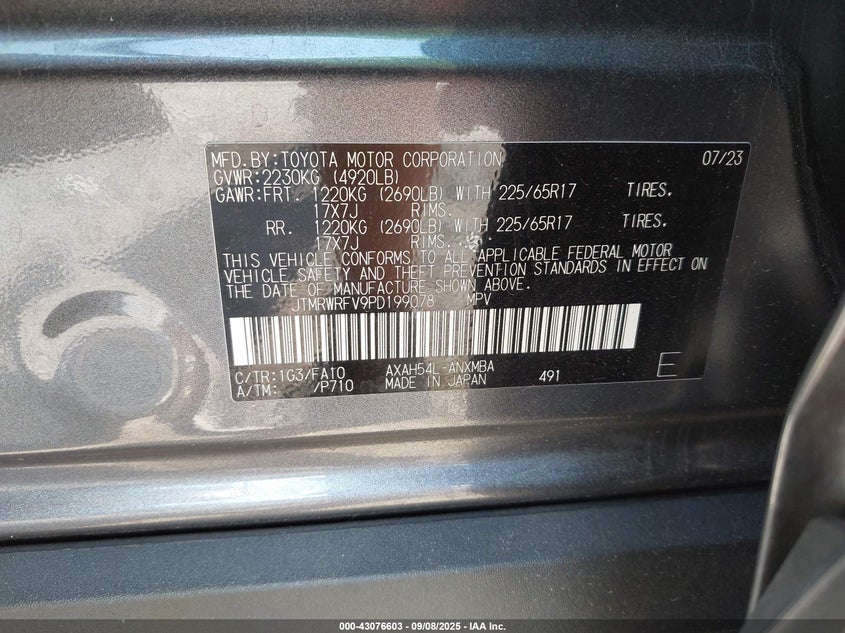 MFD.BY:TOYOTA MOTOR CORPORATION 07/23
GVWR:2230KG (4920LB)
GAWR:FRT. 1220KG (2690LB) WITH 225/65R17 TIRES.
17X7J RIMS.
RR. 1220KG (2690LB) WITH 225/65R17 TIRES.
17X7J RIMS.
THIS VEHICLE CONFORMS TO ALL APPLICABLE FEDERAL MOTOR
VEHICLE SAFETY AND THEFT PREVENTION STANDARDS IN EFFECT ON
THE DATE OF MANUFACTURE SHOWN ABOVE.
JTMRWRFV9PD199078 MPV
C/TR:1G3/FA10 AXAH54L-ANXMBA
A/TM: /P710 MADE IN JAPAN 491 E
000-43076603 - 09/08/2025 - IAA Inc.